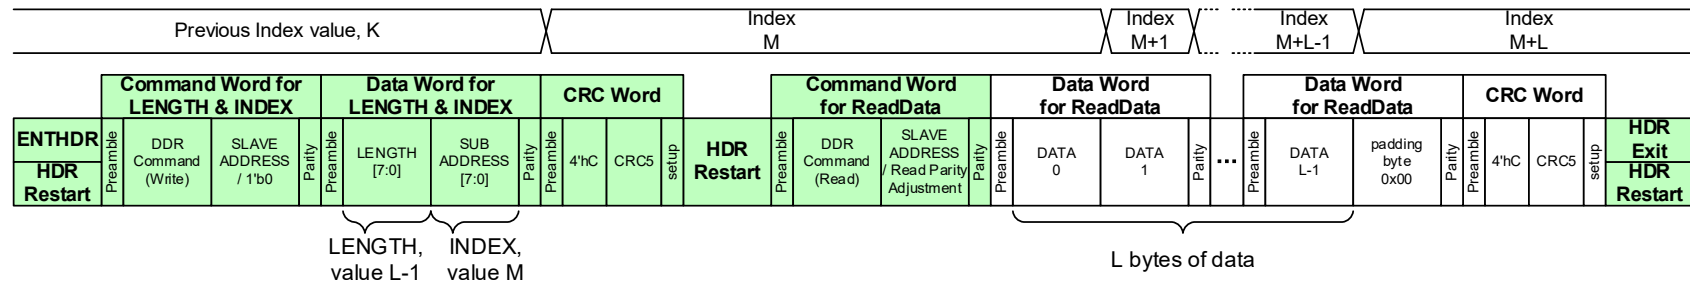 Previous Index value, K
Index
M
Index
M+1
Index
M+L-1
Index
M+L
Command Word for
LENGTH & INDEX
Data Word for
LENGTH & INDEX
CRC Word
Command Word
for ReadData
Data Word
for ReadData
Data Word
for ReadData
CRC Word
ENTHDR
HDR
Restart
Preamble
DDR
Command
(Write)
SLAVE
ADDRESS
/ 1'b0
Parity
Preamble
LENGTH
[7:0]
SUB
ADDRESS
[7:0]
Parity
Preamble
4'hC
CRC5
setup
HDR
Restart
Preamble
DDR
Command
(Read)
SLAVE
ADDRESS
/ Read Parity
Adjustment
Parity
Preamble
DATA
0
DATA
1
Parity
...
Preamble
DATA
L-1
padding
byte
0x00
Parity
Preamble
4'hC
CRC5
setup
HDR
Exit
HDR
Restart
LENGTH,
value L-1
INDEX,
value M
L bytes of data